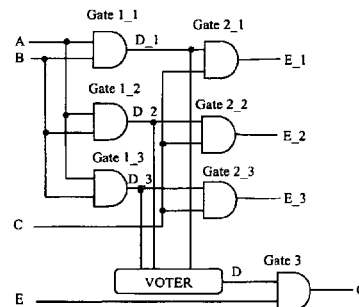 Gate 1_1
Gate 2_1
A
D_1
B
E_1
Gate 1_2
Gate 2_2
D_2
E_2
Gate 1_3
Gate 2_3
D_3
E_3
C
Gate 3
VOTER
D
E